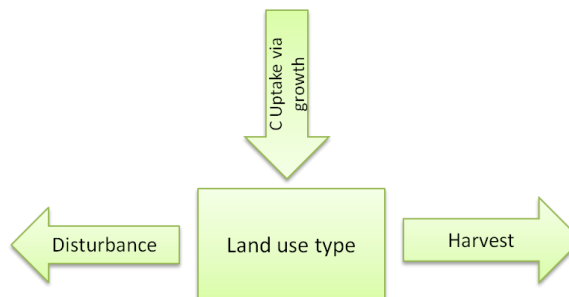 C Uptake via
growth
Disturbance
Land use type
Harvest